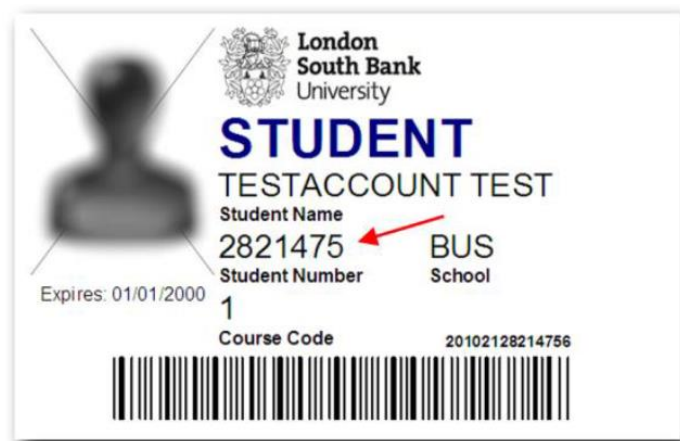 London
South Bank
University
STUDENT
TESTACCOUNT TEST
Student Name
2821475 BUS
Student Number School
Expires: 01/01/2000
1
Course Code 20102128214756